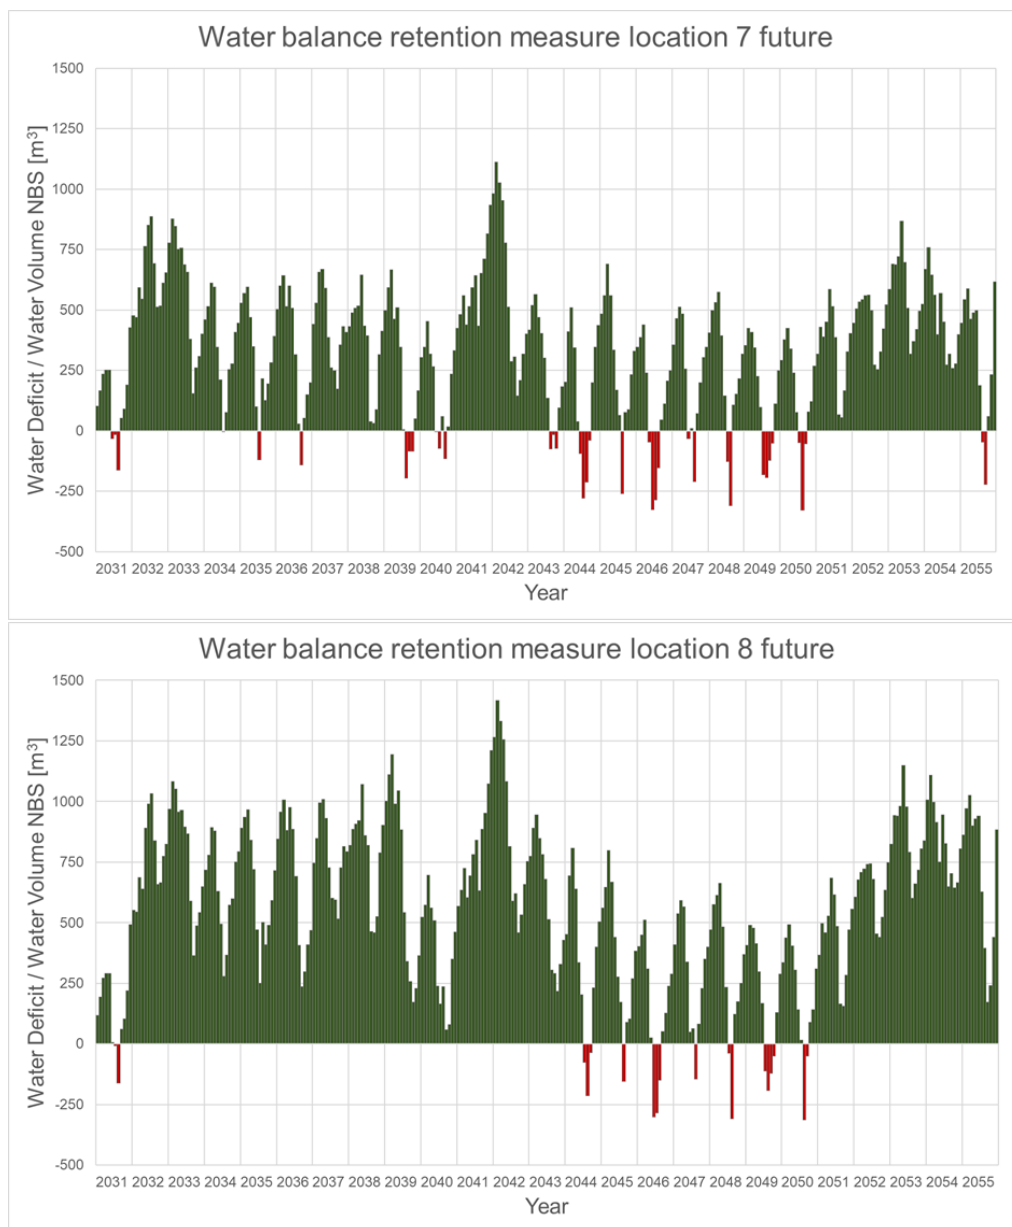 Water balance retention measure location 7 future
1500
1250
1000
750
500
250
0
-250
-500
Water Deficit / Water Volume NBS [m³]
2031 2032 2033 2034 2035 2036 2037 2038 2039 2040 2041 2042 2043 2044 2045 2046 2047 2048 2049 2050 2051 2052 2053 2054 2055
Year
Water balance retention measure location 8 future
1500
1250
1000
750
500
250
0
-250
-500
Water Deficit / Water Volume NBS [m³]
2031 2032 2033 2034 2035 2036 2037 2038 2039 2040 2041 2042 2043 2044 2045 2046 2047 2048 2049 2050 2051 2052 2053 2054 2055
Year